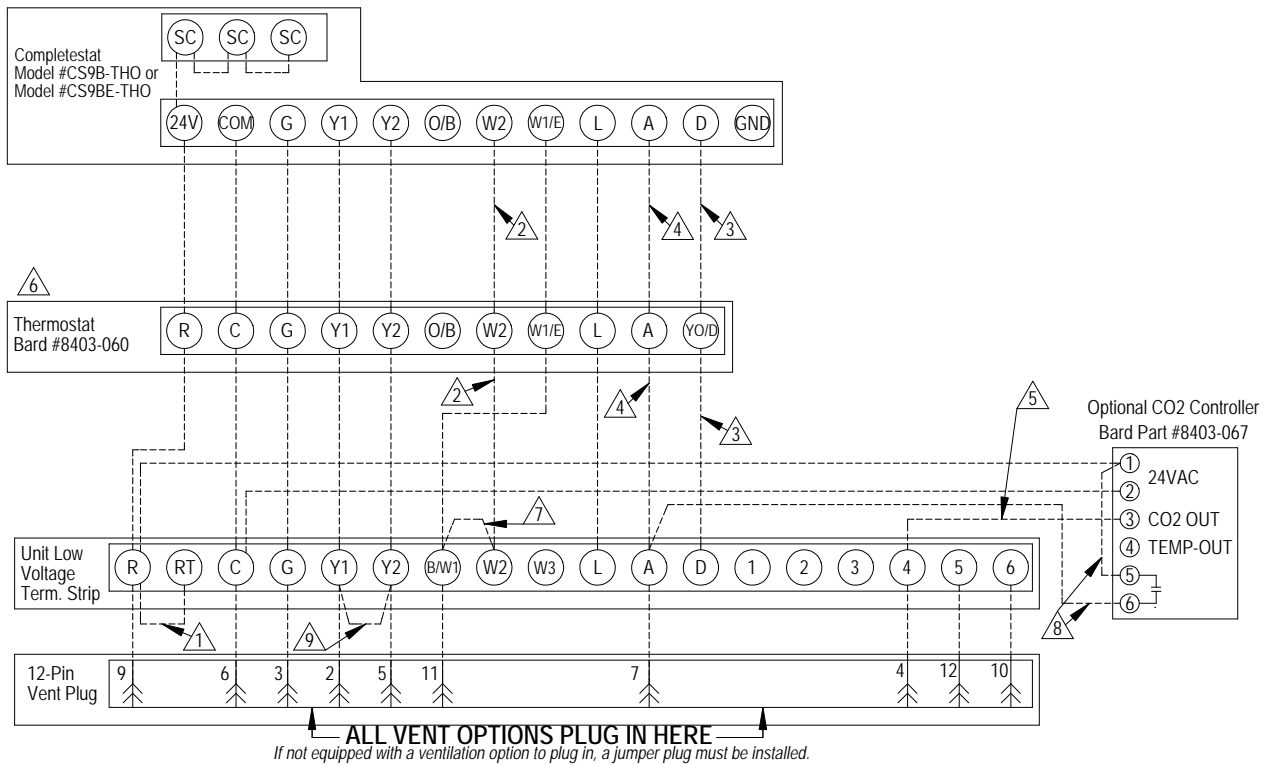 SC SC SC
Completestat
Model #CS9B-THO or
Model #CS9BE-THO
24V COM G Y1 Y2 O/B W2 W1/E L A D GND
2 4 3
6
Thermostat
Bard #8403-060
R C G Y1 Y2 O/B W2 W1/E L A YO/D
2 4 3 5
Optional CO2 Controller
Bard Part #8403-067
1
24VAC
2
3 CO2 OUT
4 TEMP-OUT
5
6
7
8
Unit Low
Voltage
Term. Strip
R RT C G Y1 Y2 B/W1 W2 W3 L A D 1 2 3 4 5 6
1 9
12-Pin
Vent Plug
9 6 3 2 5 11 7 4 12 10
ALL VENT OPTIONS PLUG IN HERE
If not equipped with a ventilation option to plug in, a jumper plug must be installed.